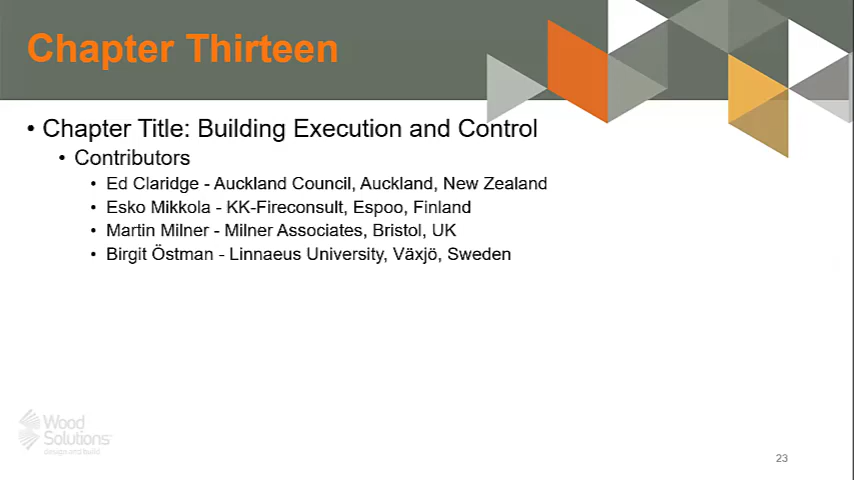 Chapter Thirteen
• Chapter Title: Building Execution and Control
• Contributors
• Ed Claridge - Auckland Council, Auckland, New Zealand
• Esko Mikkola - KK-Fireconsult, Espoo, Finland
• Martin Milner - Milner Associates, Bristol, UK
• Birgit Östman - Linnaeus University, Växjö, Sweden
Wood
Solutions
design and build
23